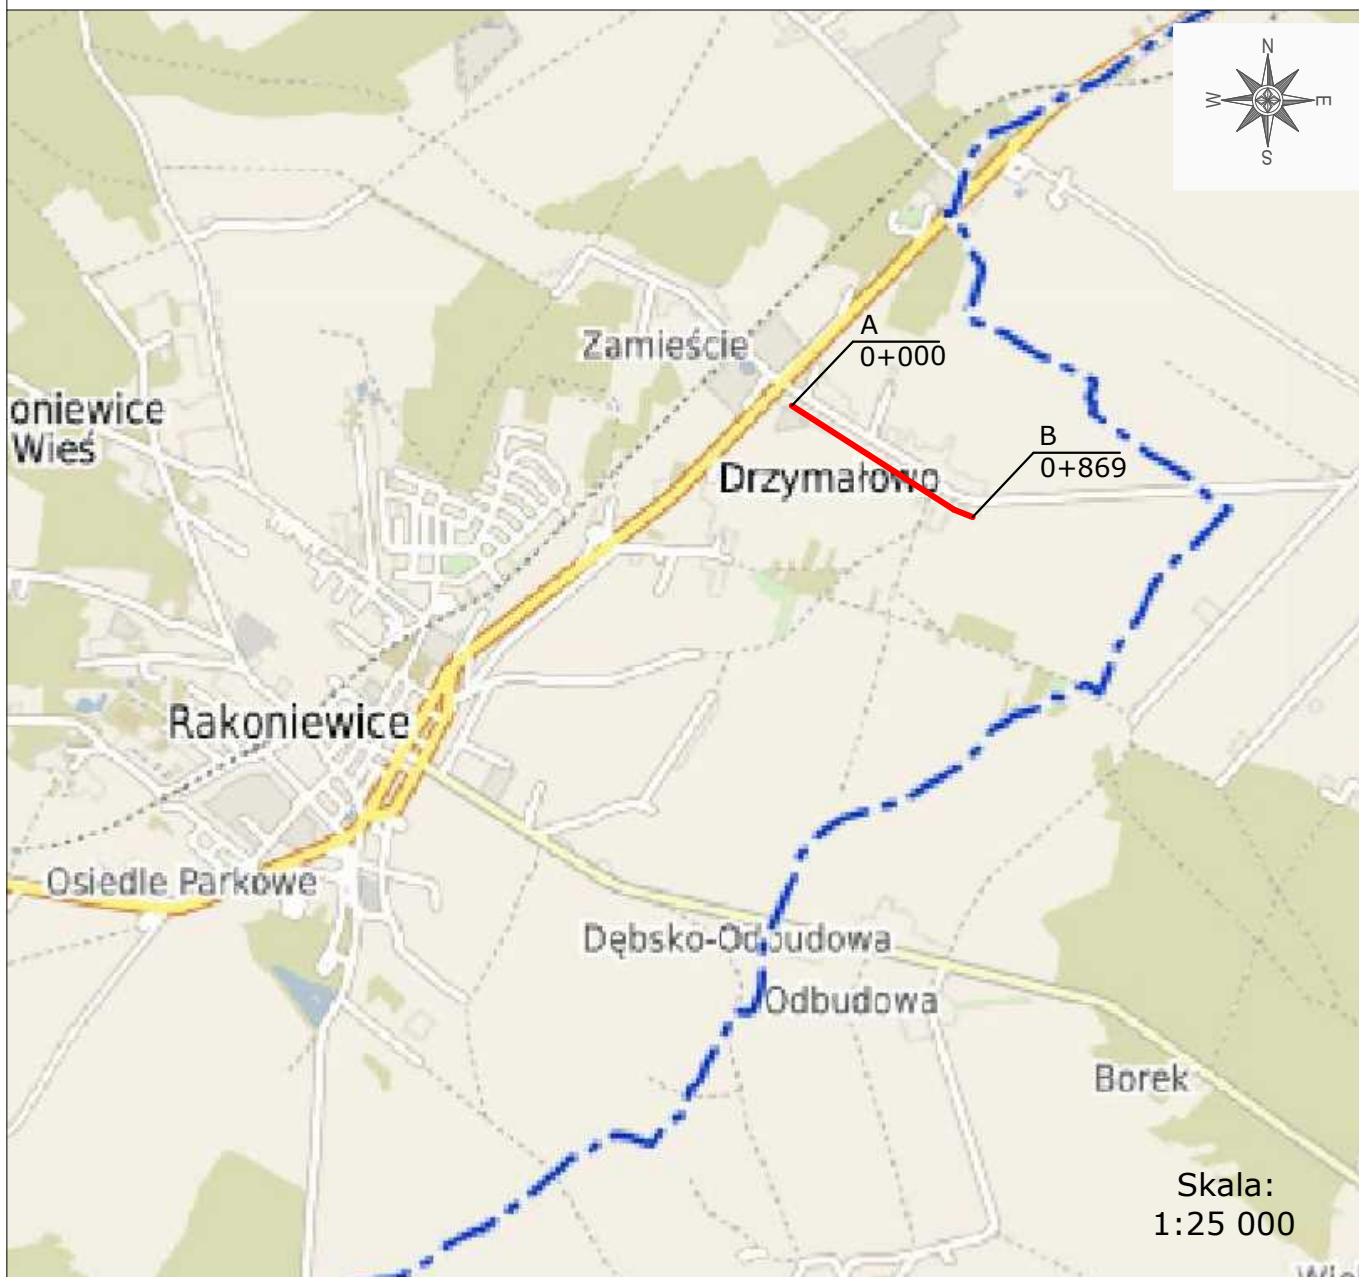 N
W
E
S
Zamieście
A
0+000
oniewice
Wieś
B
0+869
Drzymałowo
Rakoniewice
Osiedle Parkowe
Dębsko-Odbudowa
Odbudowa
Borek
Skala:
1:25 000